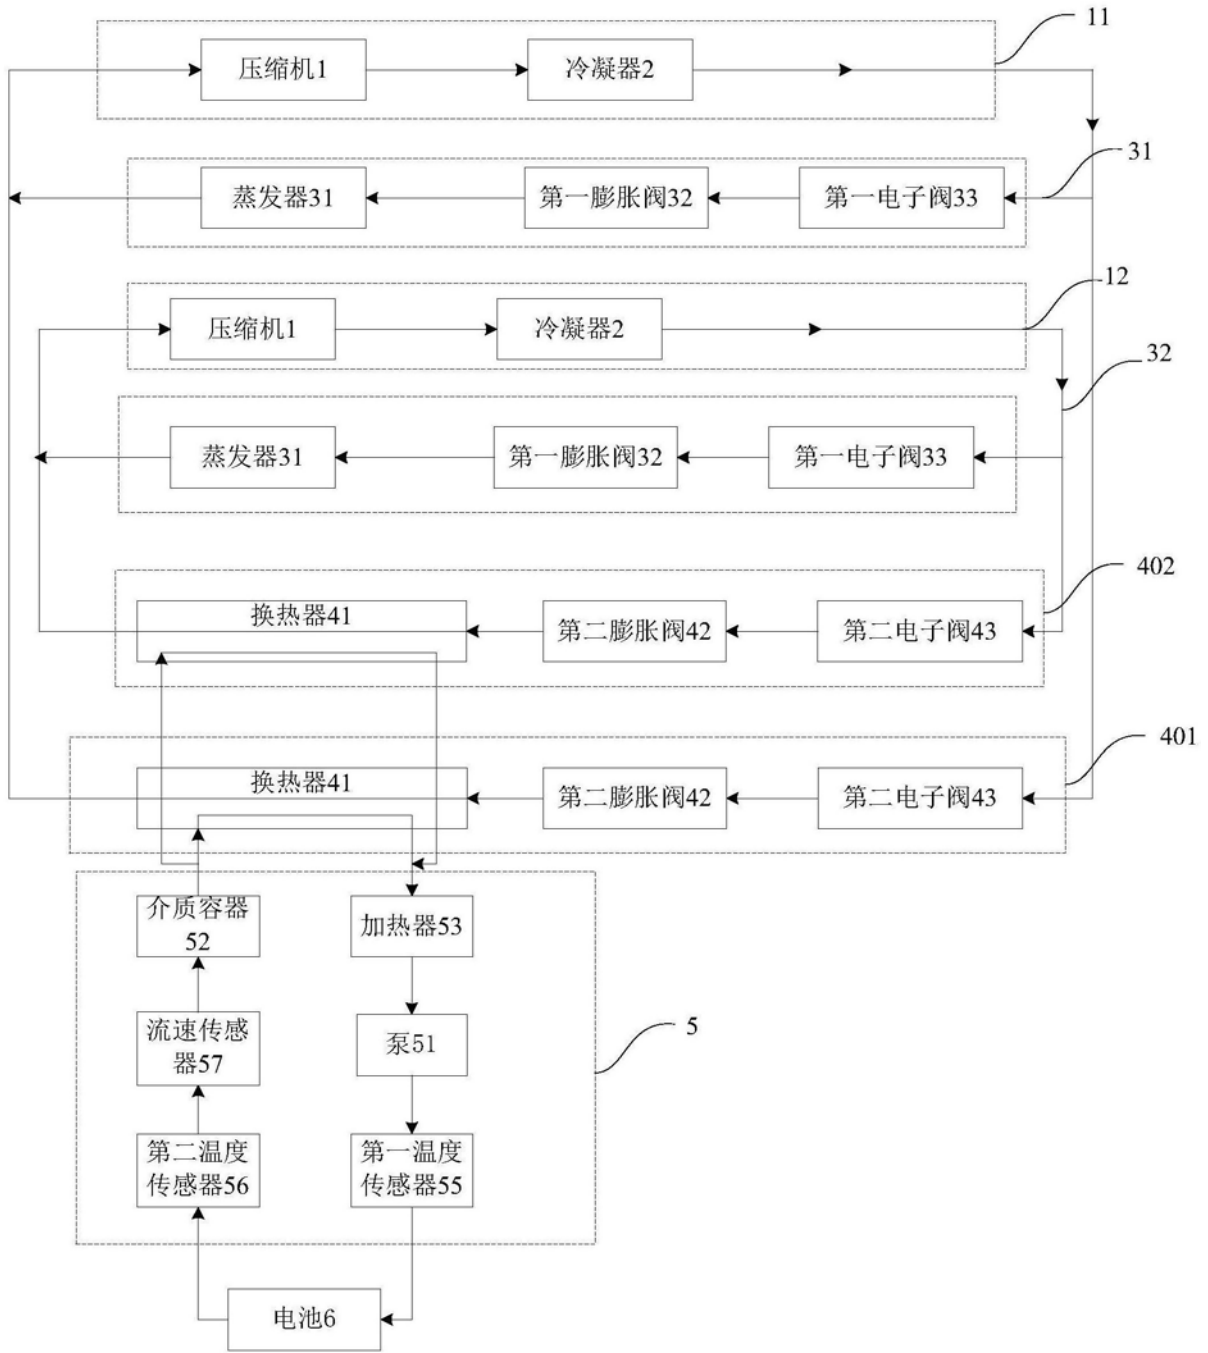 11
压缩机1
冷凝器2
31
蒸发器31
第一膨胀阀32
第一电子阀33
12
压缩机1
冷凝器2
32
蒸发器31
第一膨胀阀32
第一电子阀33
402
换热器41
第二膨胀阀42
第二电子阀43
401
换热器41
第二膨胀阀42
第二电子阀43
介质容器
52
加热器53
流速传感
器57
泵51
5
第二温度
传感器56
第一温度
传感器55
电池6